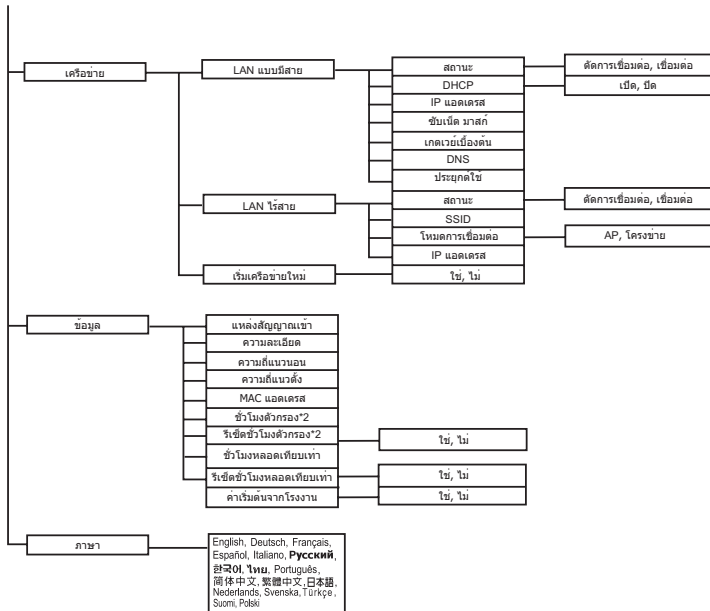 เครือข่าย
LAN แบบมีสาย
สถานะ
ตัดการเชื่อมต่อ, เชื่อมต่อ
DHCP
เปิด, ปิด
IP แอดเดรส
ซับเน็ต มาสก์
เกตเวย์เบื้องต้น
DNS
ประยุกต์ใช้
LAN ไร้สาย
สถานะ
ตัดการเชื่อมต่อ, เชื่อมต่อ
SSID
โหมดการเชื่อมต่อ
AP, โครงข่าย
IP แอดเดรส
เริ่มเครือข่ายใหม่
ใช่, ไม่
ข้อมูล
แหล่งสัญญาณเข้า
ความละเอียด
ความถี่แนวนอน
ความถี่แนวตั้ง
MAC แอดเดรส
ชั่วโมงตัวกรอง*2
รีเซ็ตชั่วโมงตัวกรอง*2
ใช่, ไม่
ชั่วโมงหลอดเทียบเท่า
รีเซ็ตชั่วโมงหลอดเทียบเท่า
ใช่, ไม่
ค่าเริ่มต้นจากโรงงาน
ใช่, ไม่
ภาษา
English, Deutsch, Français,
Español, Italiano, Русский,
한국어, ไทย, Português,
简体中文, 繁體中文, 日本語,
Nederlands, Svenska, Türkçe,
Suomi, Polski